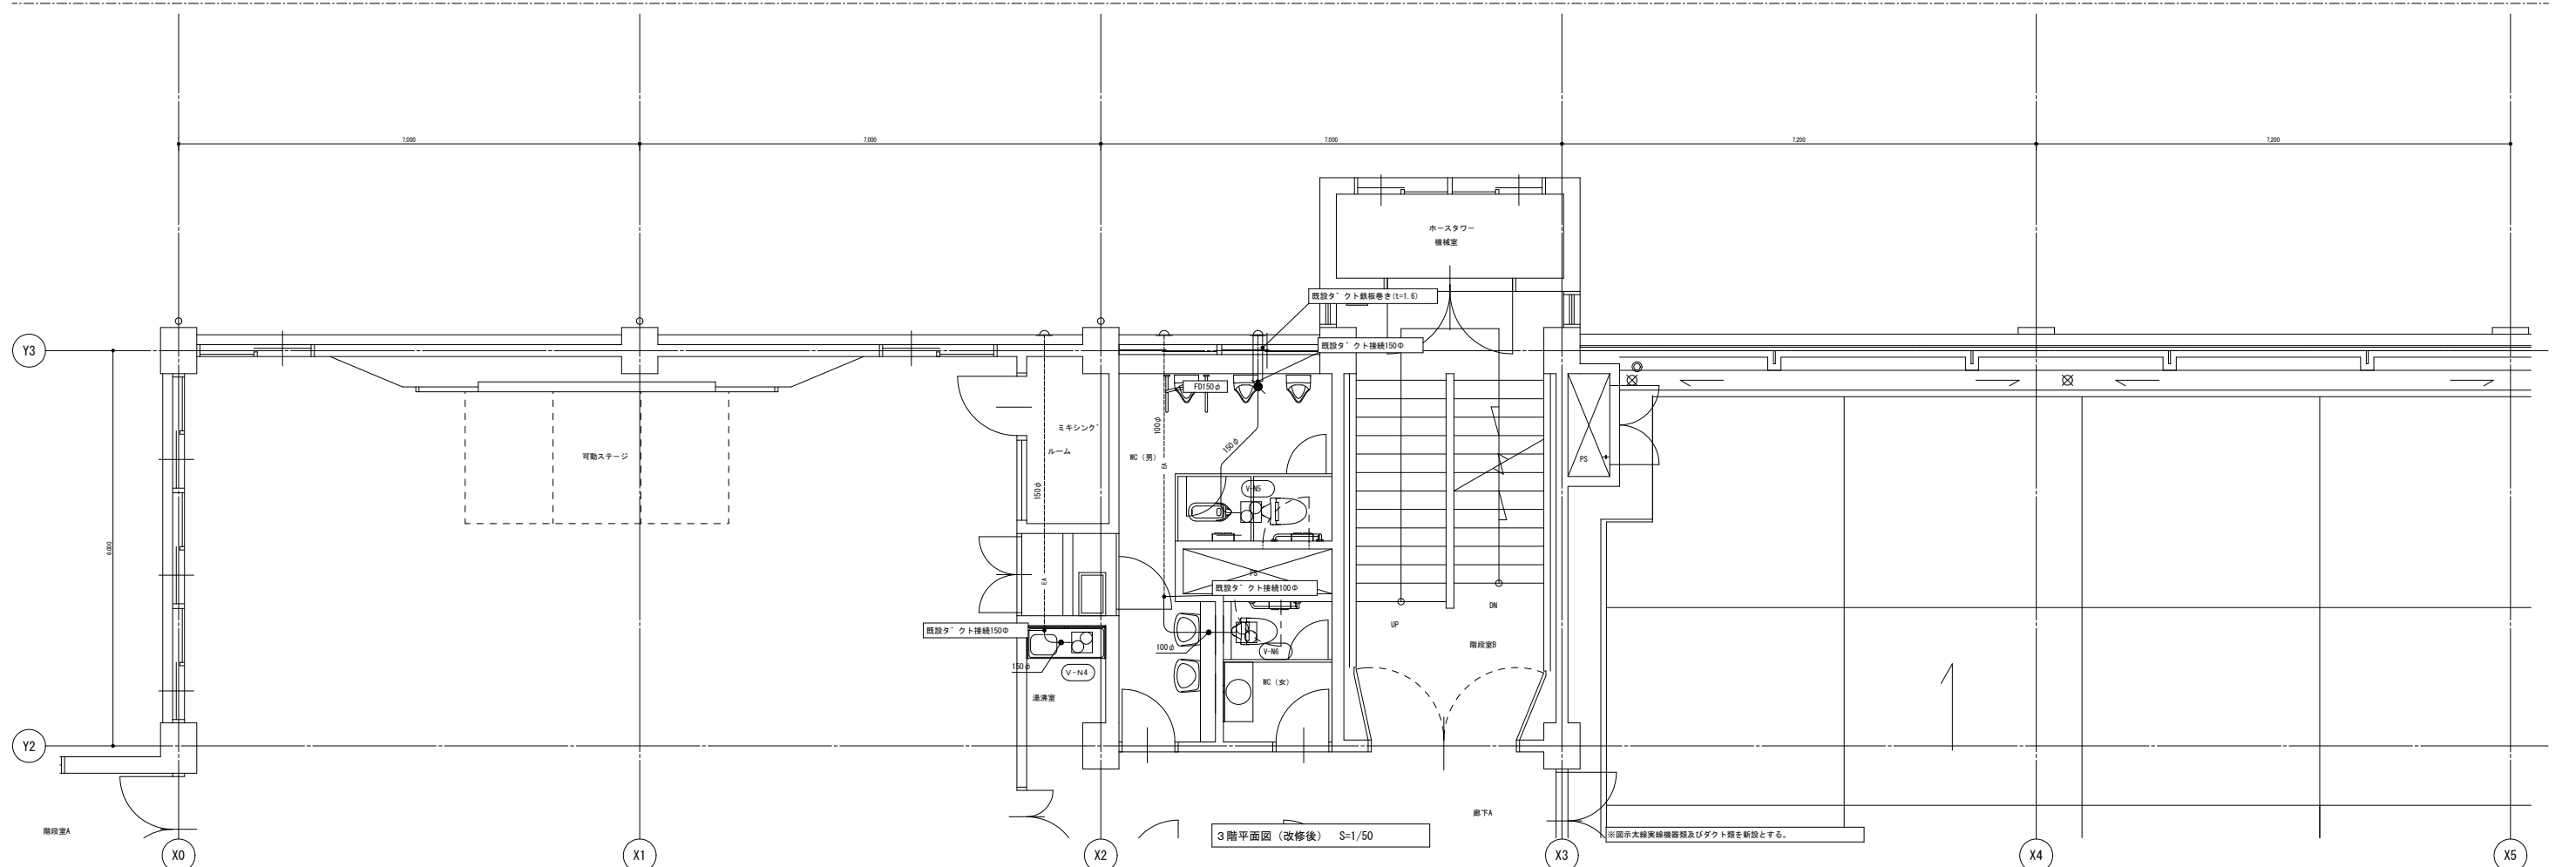 7,000
7,000
7,000
7,200
7,200
ホースタワー
機械室
既設ダクト鉄板巻き(t=1.6)
既設ダクト接続150Φ
Y3
FD150φ
100φ
150φ
EA
ミキシング
ルーム
WC（男）
可動ステージ
PS
V-N5
150φ
6,000
EA
PS
既設ダクト接続100Φ
DN
UP
既設ダクト接続150Φ
階段室B
100φ
V-N6
150φ
V-N4
WC（女）
湯沸室
Y2
階段室A
廊下A
3階平面図（改修後） S=1/50
※図示太線実線機器類及びダクト類を新設とする。
X0
X1
X2
X3
X4
X5